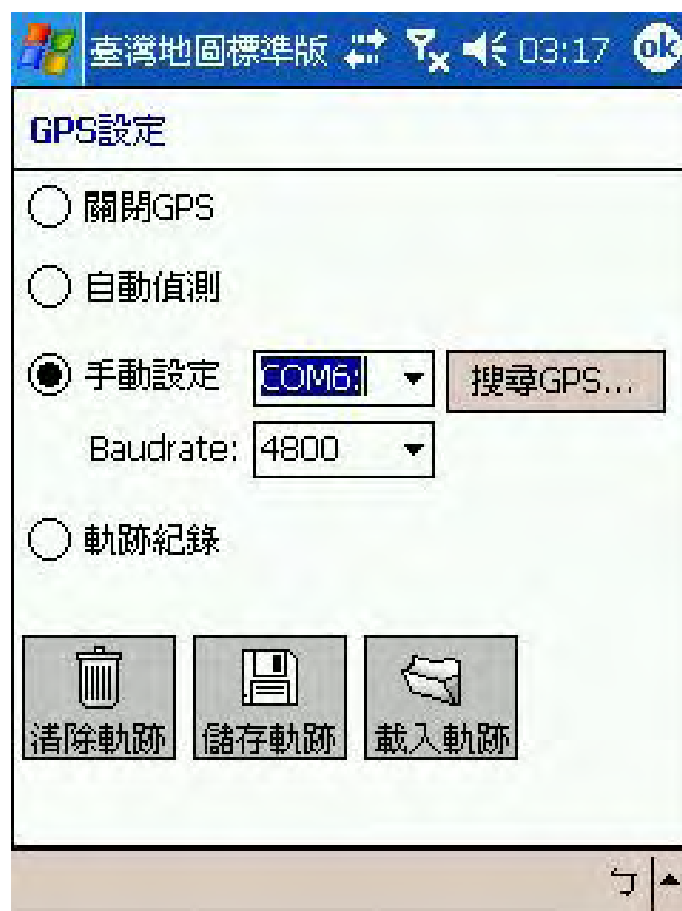 臺灣地圖標準版 03:17 ok
GPS設定
關閉GPS
自動偵測
手動設定 COM6: 搜尋GPS...
Baudrate: 4800
軌跡紀錄
清除軌跡 儲存軌跡 載入軌跡
ㄅ